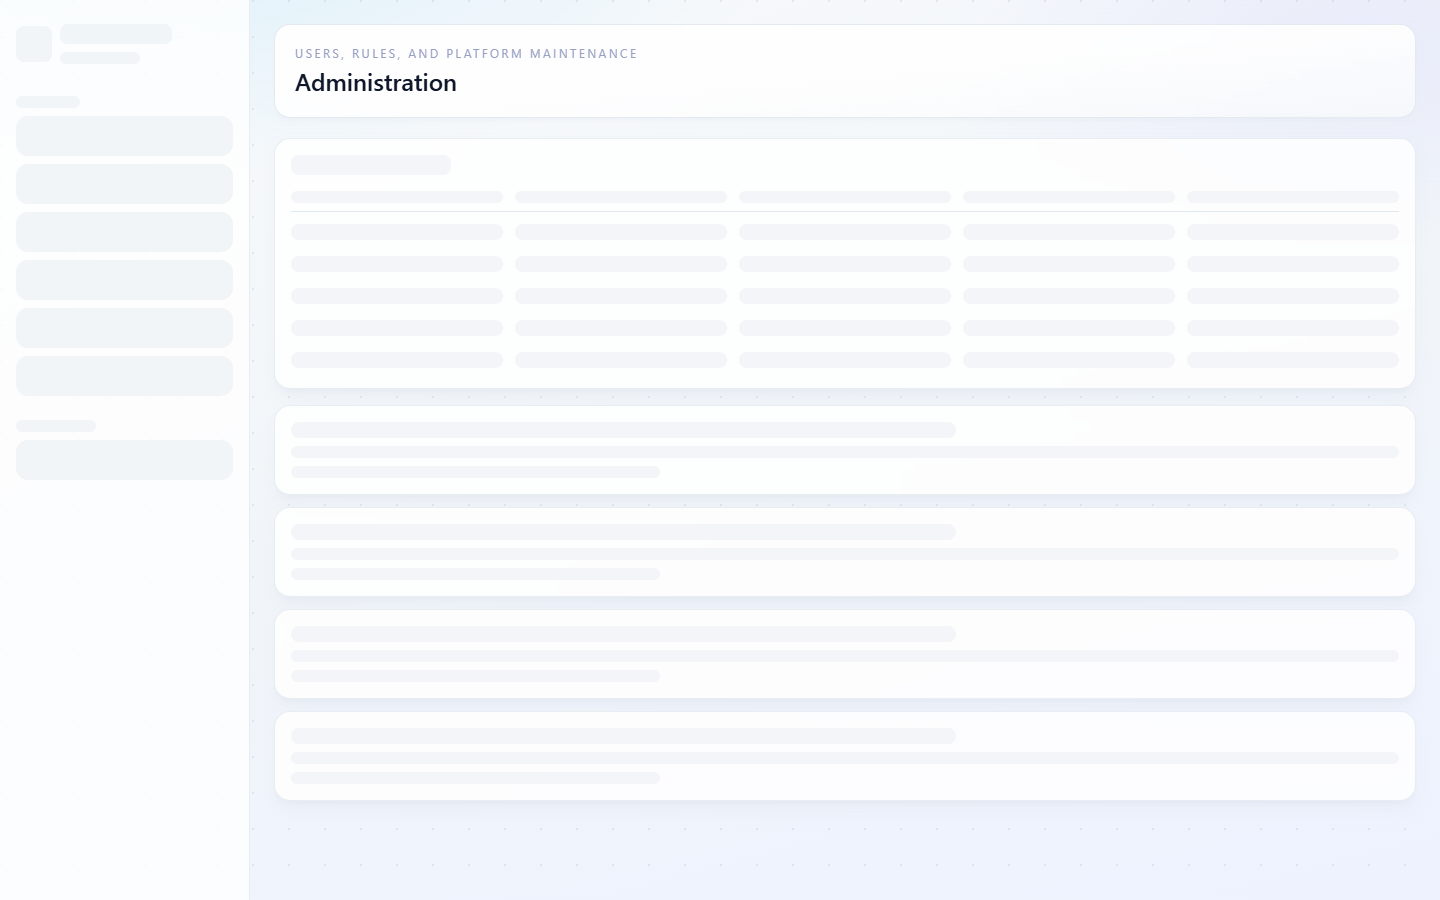 USERS, RULES, AND PLATFORM MAINTENANCE
Administration